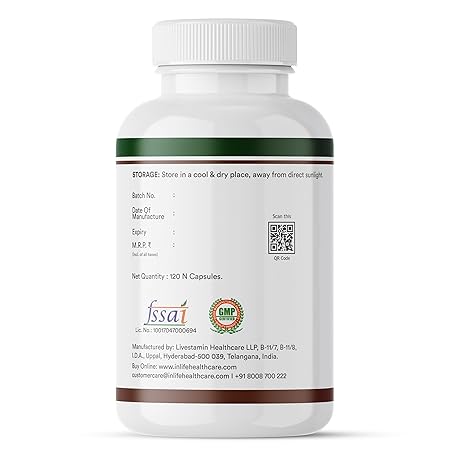 STORAGE: Store in a cool & dry place, away from direct sunlight.
Batch No. :
Date Of
Manufacture :
Expiry :
M.R.P. ₹ :
(Incl. of all taxes)
Scan this
QR Code
Net Quantity : 120 N Capsules.
fssai
Lic. No : 10017047000694
GMP
CERTIFIED
Manufactured by: Livestamin Healthcare LLP, B-11/7, B-11/8,
I.D.A., Uppal, Hyderabad-500 039, Telangana, India.
Buy Online: www.inlifehealthcare.com
customercare@inlifehealthcare.com | +91 8008 700 222